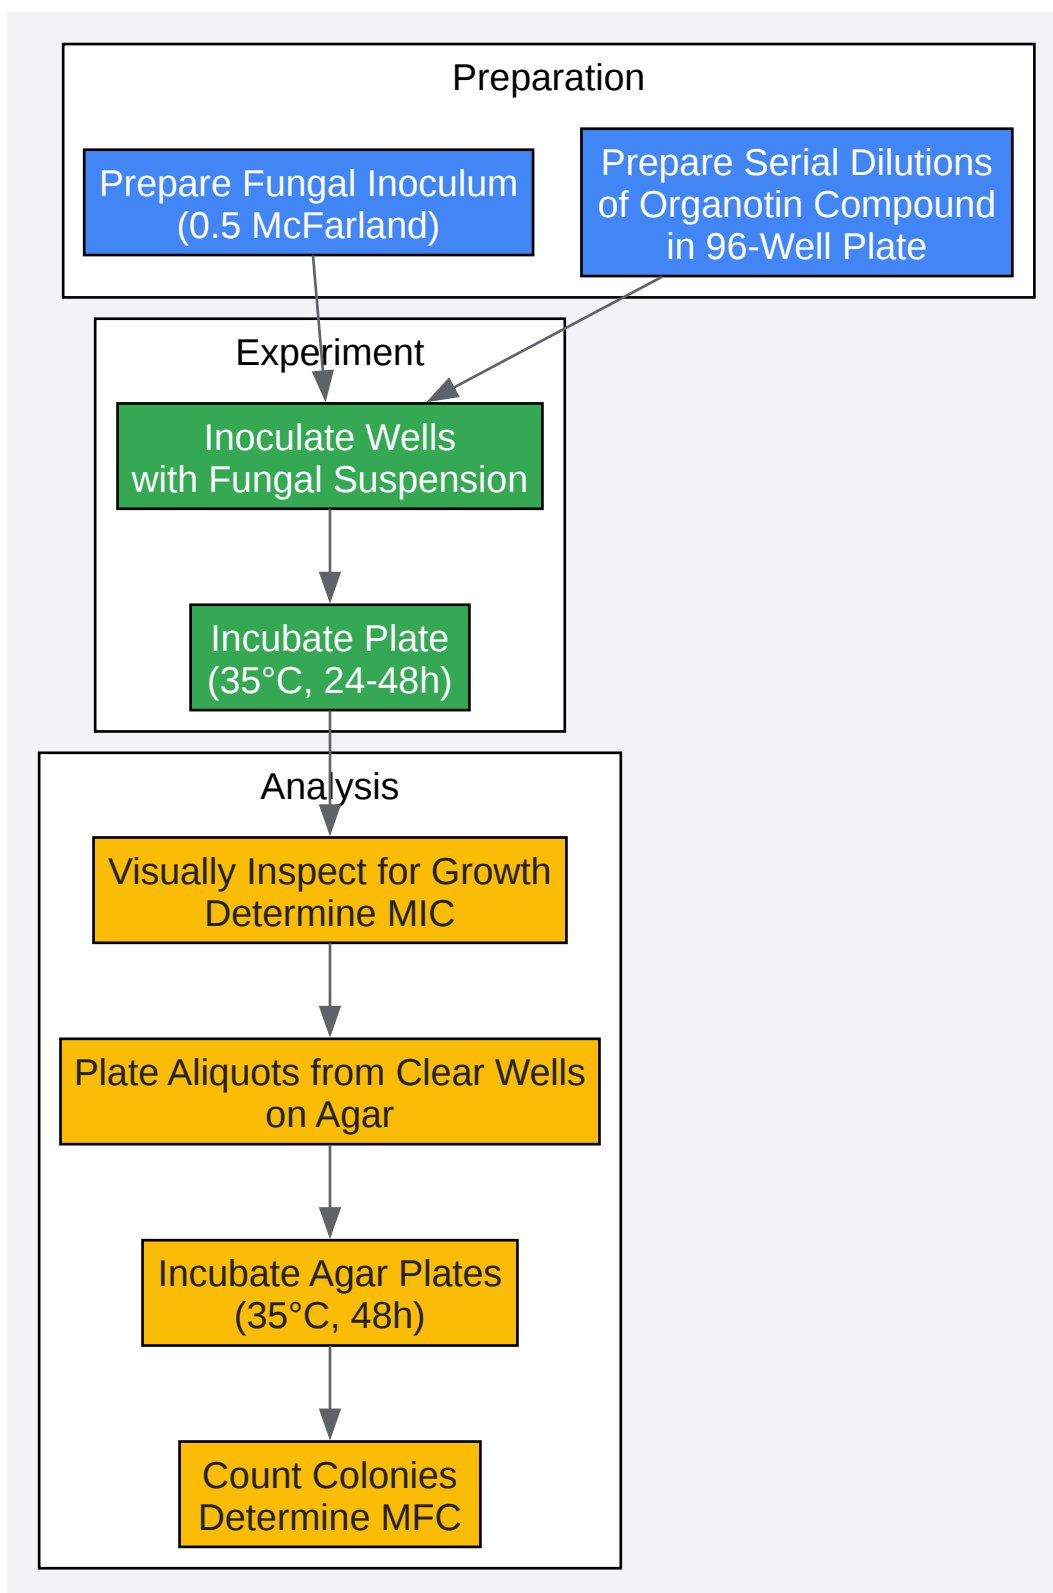 Preparation
Prepare Fungal Inoculum
(0.5 McFarland)
Prepare Serial Dilutions
of Organotin Compound
in 96-Well Plate
Experiment
Inoculate Wells
with Fungal Suspension
Incubate Plate
(35°C, 24-48h)
Analysis
Visually Inspect for Growth
Determine MIC
Plate Aliquots from Clear Wells
on Agar
Incubate Agar Plates
(35°C, 48h)
Count Colonies
Determine MFC